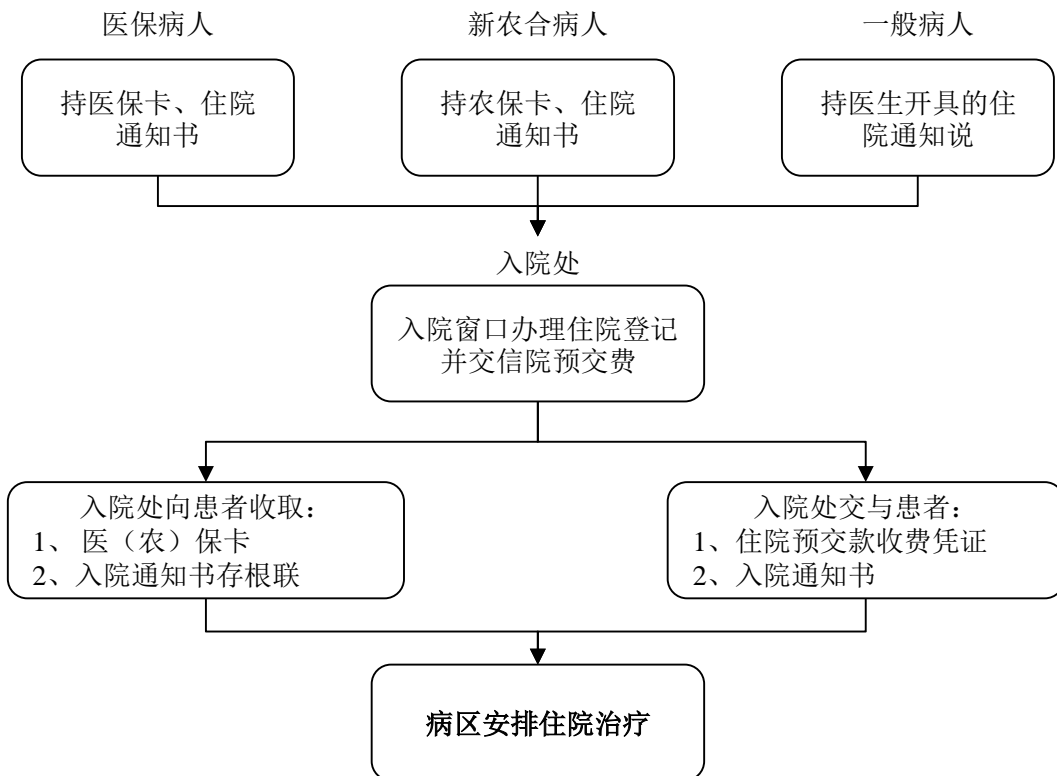 医保病人
新农合病人
一般病人
持医保卡、住院
通知书
持农保卡、住院
通知书
持医生开具的住
院通知说
入院处
入院窗口办理住院登记
并交信院预交费
入院处向患者收取：
1、 医（农）保卡
2、入院通知书存根联
入院处交与患者：
1、住院预交款收费凭证
2、入院通知书
病区安排住院治疗